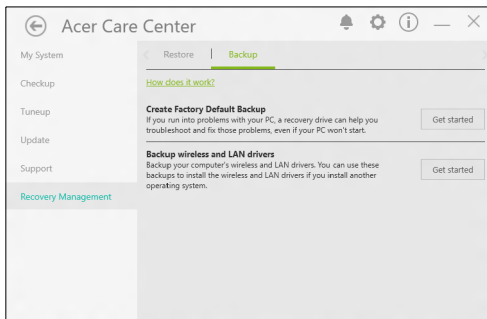 Acer Care Center
My System
Checkup
Tuneup
Update
Support
Recovery Management
Restore
Backup
How does it work?
Create Factory Default Backup
If you run into problems with your PC, a recovery drive can help you
troubleshoot and fix those problems, even if your PC won't start.
Get started
Backup wireless and LAN drivers
Backup your computer's wireless and LAN drivers. You can use these
backups to install the wireless and LAN drivers if you install another
operating system.
Get started